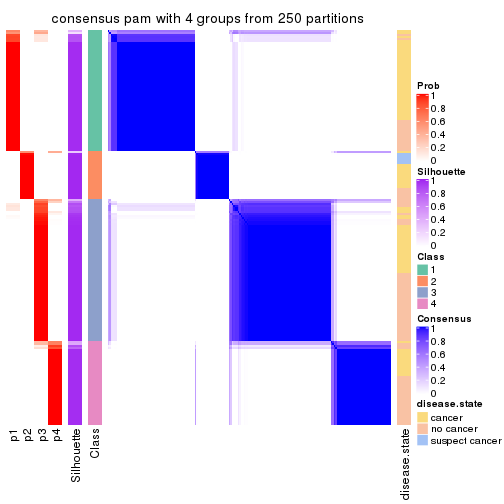 consensus pam with 4 groups from 250 partitions
p1
p2
p3
p4
Silhouette
Class
disease.state
Prob
1
0.8
0.6
0.4
0.2
0
Silhouette
1
0.8
0.6
0.4
0.2
0
Class
1
2
3
4
Consensus
1
0.8
0.6
0.4
0.2
0
disease.state
cancer
no cancer
suspect cancer